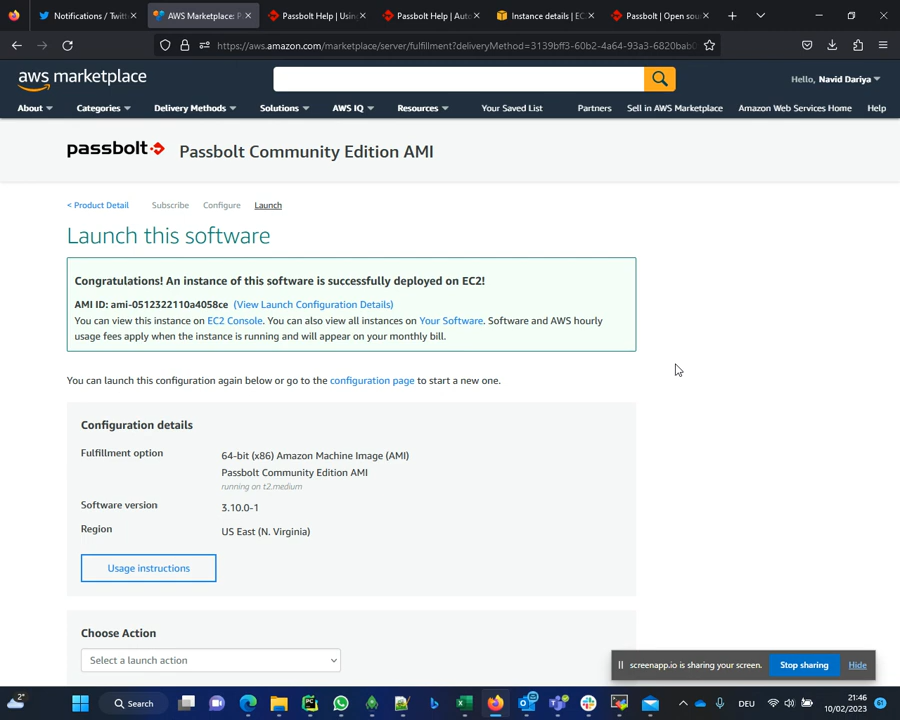 Notifications / Twitt
AWS Marketplace: P
Passbolt Help | Usin
Passbolt Help | Auto
Instance details | EC
Passbolt | Open sou
https://aws.amazon.com/marketplace/server/fulfillment?deliveryMethod=3139bff3-60b2-4a64-93a3-6820bab
aws marketplace
Hello, Navid Dariya
About Categories Delivery Methods Solutions AWS IQ Resources Your Saved List Partners Sell in AWS Marketplace Amazon Web Services Home Help
passbolt Passbolt Community Edition AMI
< Product Detail Subscribe Configure Launch
Launch this software
Congratulations! An instance of this software is successfully deployed on EC2!
AMI ID: ami-0512322110a4058ce (View Launch Configuration Details)
You can view this instance on EC2 Console. You can also view all instances on Your Software. Software and AWS hourly
usage fees apply when the instance is running and will appear on your monthly bill.
You can launch this configuration again below or go to the configuration page to start a new one.
Configuration details
Fulfillment option 64-bit (x86) Amazon Machine Image (AMI)
Passbolt Community Edition AMI
running on t2.medium
Software version 3.10.0-1
Region US East (N. Virginia)
Usage instructions
Choose Action
Select a launch action
screenapp.io is sharing your screen. Stop sharing Hide
2°
Search
DEU
21:46
10/02/2023
61